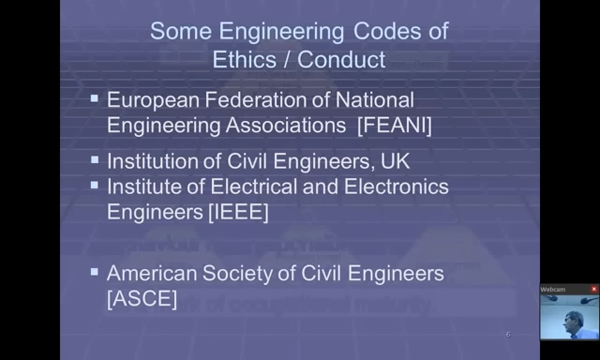 Some Engineering Codes of
Ethics / Conduct
▪ European Federation of National
Engineering Associations [FEANI]
▪ Institution of Civil Engineers, UK
▪ Institute of Electrical and Electronics
Engineers [IEEE]
▪ American Society of Civil Engineers
[ASCE]
6
Webcam